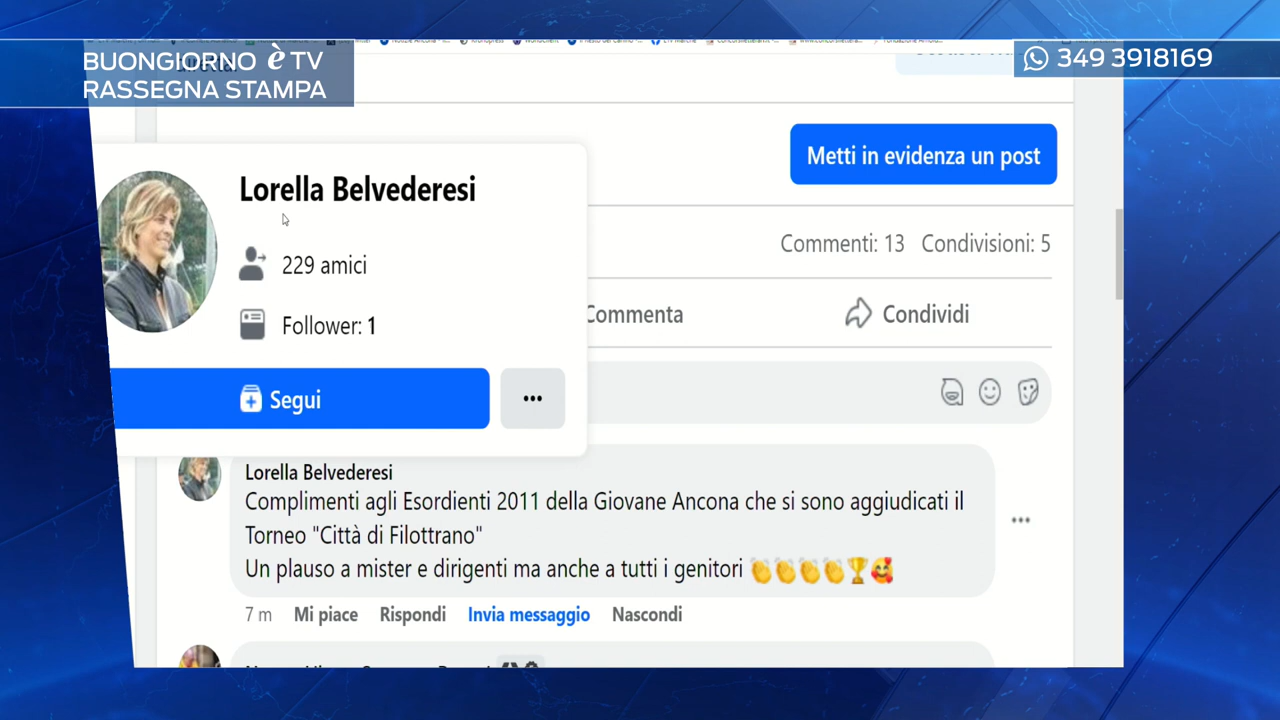 BUONGIORNO è TV
RASSEGNA STAMPA
349 3918169
Metti in evidenza un post
Lorella Belvederesi
229 amici
Follower: 1
Segui
Commenti: 13 Condivisioni: 5
Commenta
Condividi
Lorella Belvederesi
Complimenti agli Esordienti 2011 della Giovane Ancona che si sono aggiudicati il
Torneo "Città di Filottrano"
Un plauso a mister e dirigenti ma anche a tutti i genitori 👏👏👏👏🏆🥰
7 m Mi piace Rispondi Invia messaggio Nascondi